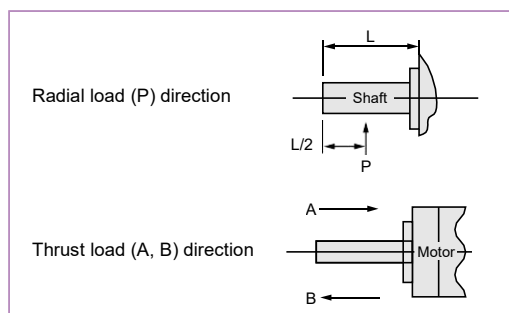 L
Radial load (P) direction
Shaft
L/2
P
A
Thrust load (A, B) direction
Motor
B